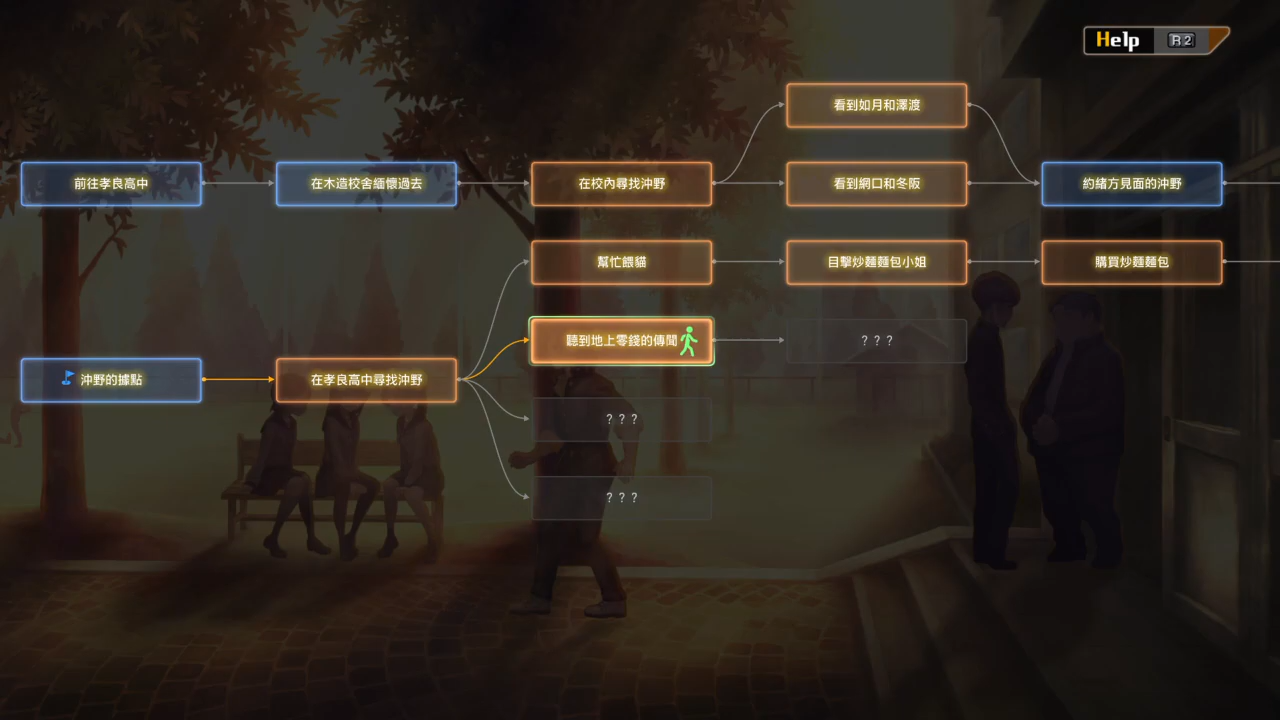 Help R2
看到如月和澤渡
前往孝良高中
在木造校舍緬懷過去
在校內尋找沖野
看到網口和冬阪
約緒方見面的沖野
幫忙餵貓
目擊炒麵麵包小姐
購買炒麵麵包
聽到地上零錢的傳聞
???
沖野的據點
在孝良高中尋找沖野
???
???